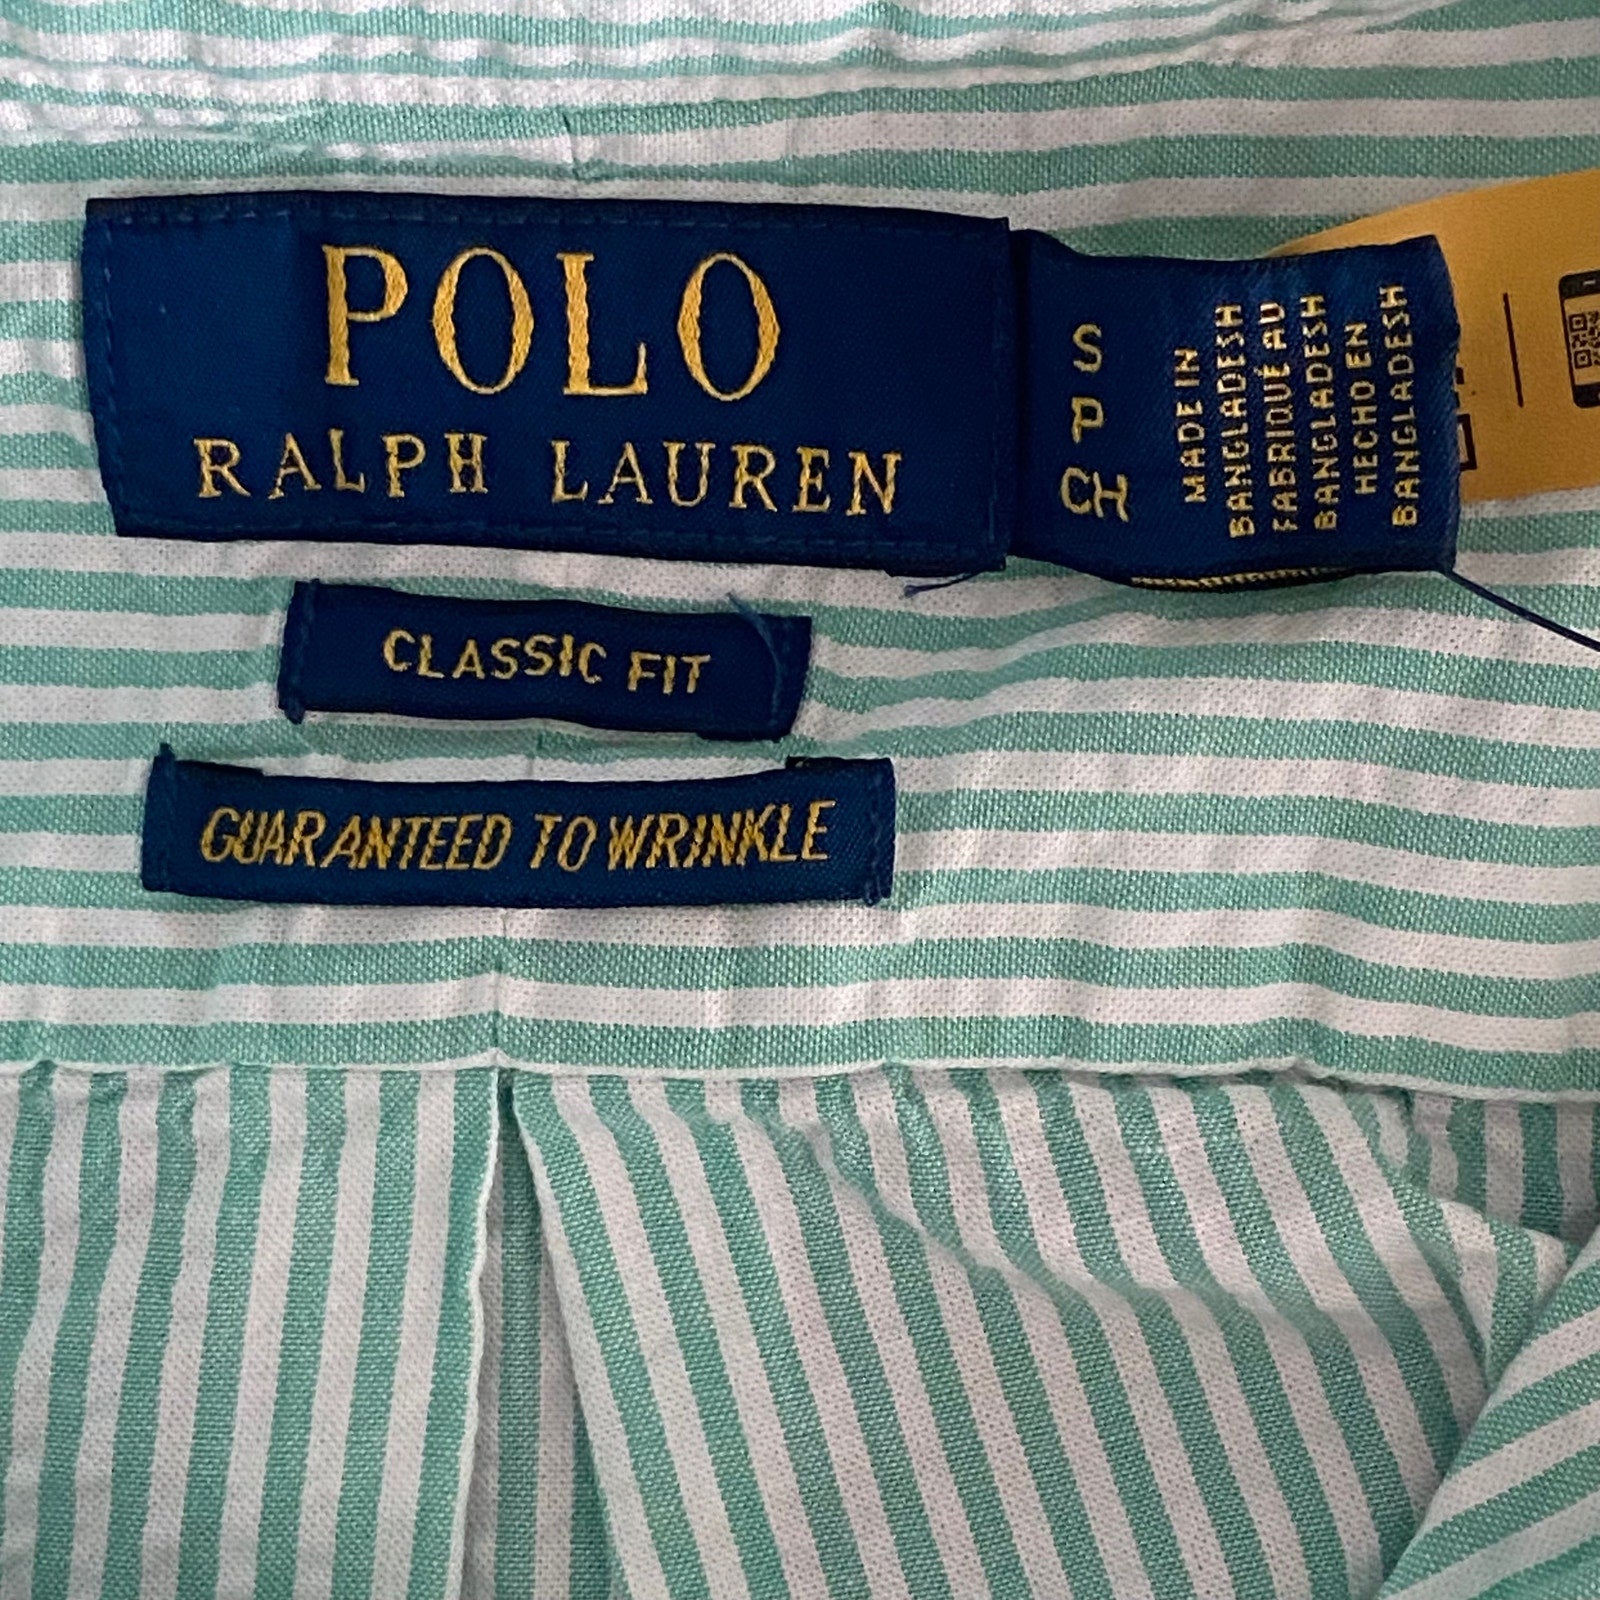 POLO
RALPH LAUREN
S
P
CH
MADE IN
BANGLADESH
FABRIQUÉ AU
BANGLADESH
HECHO EN
BANGLADESH
CLASSIC FIT
GUARANTEED TO WRINKLE